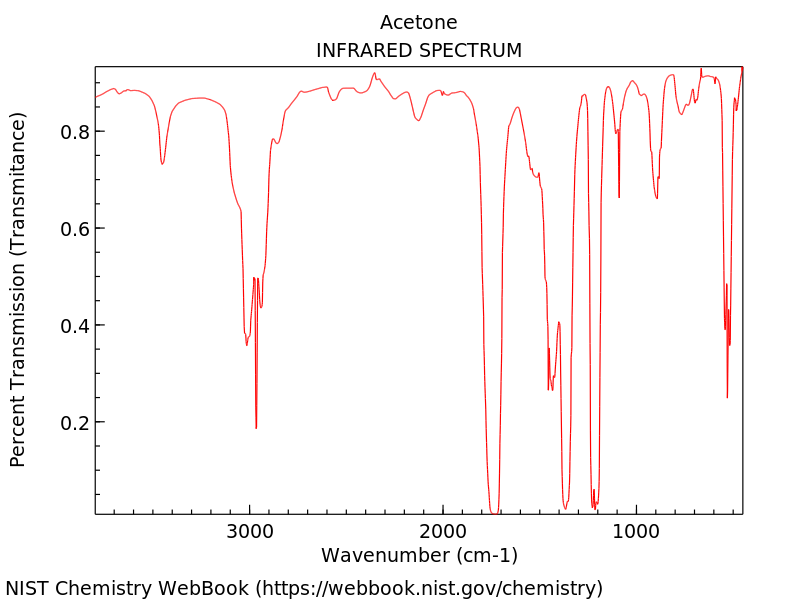 Acetone
INFRARED SPECTRUM
Percent Transmission (Transmitance)
0.8
0.6
0.4
0.2
3000
2000
1000
Wavenumber (cm-1)
NIST Chemistry WebBook (https://webbook.nist.gov/chemistry)